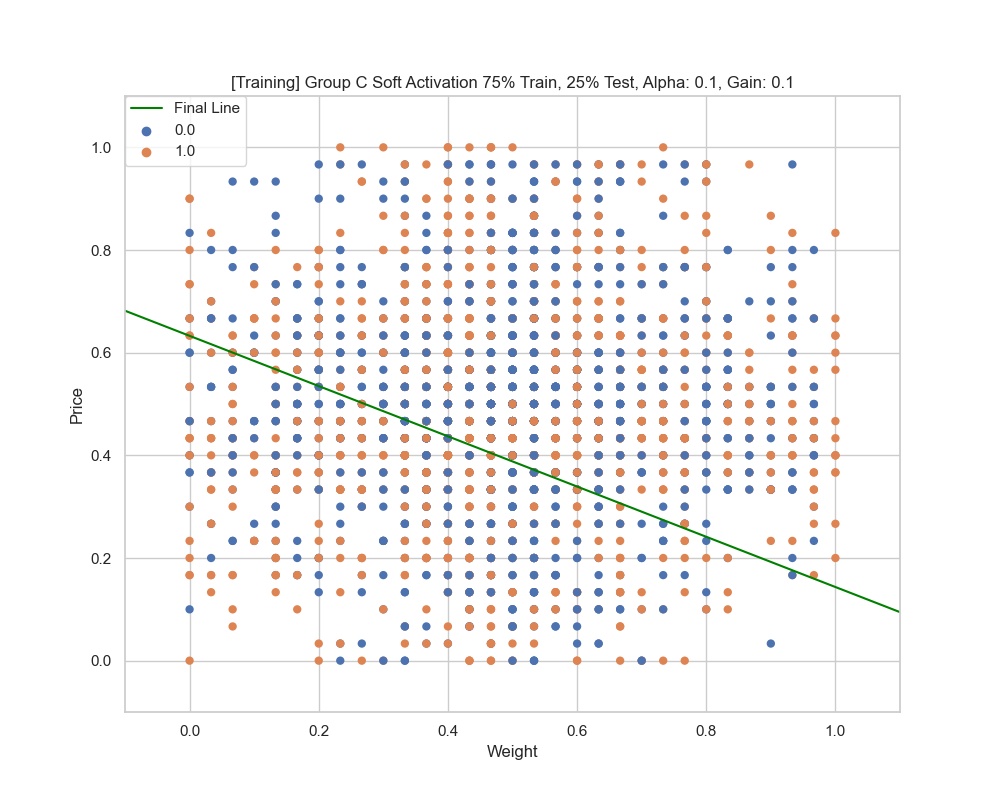 [Training] Group C Soft Activation 75% Train, 25% Test, Alpha: 0.1, Gain: 0.1
Final Line
0.0
1.0
1.0
0.8
0.6
0.4
0.2
0.0
Price
0.0 0.2 0.4 0.6 0.8 1.0
Weight